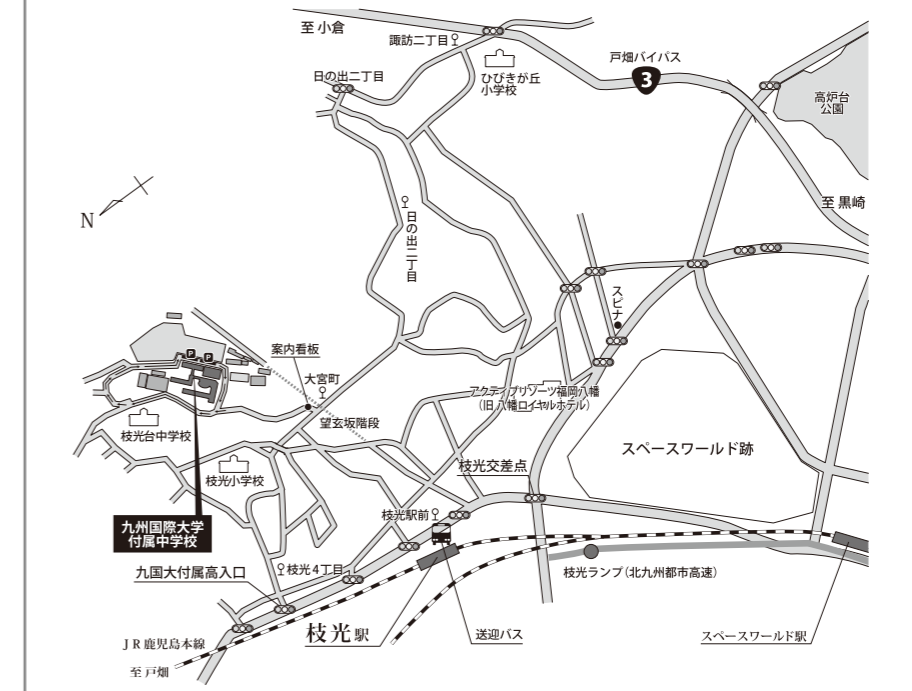 至 小倉
諏訪二丁目
ひびきが丘
小学校
戸畑バイパス
3
高炉台
公園
日の出二丁目
至 黒崎
N
日の出二丁目
スピナ
P
P
案内看板
大宮町
望玄坂階段
アクティブリゾーツ福岡八幡
（旧 八幡ロイヤルホテル）
スペースワールド跡
枝光台中学校
枝光小学校
枝光交差点
九州国際大学
付属中学校
枝光駅前
九国大付属高入口
枝光4丁目
枝光ランプ（北九州都市高速）
JR鹿児島本線
枝光駅
送迎バス
スペースワールド駅
至 戸畑